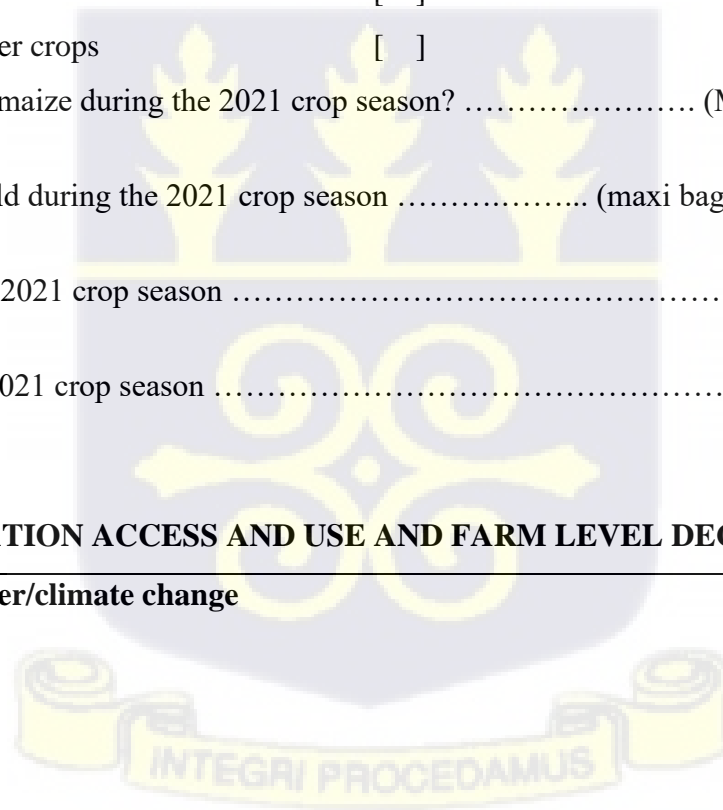 [ ]
er crops [ ]
maize during the 2021 crop season? …………………. (M
ld during the 2021 crop season …………….... (maxi bag
2021 crop season ……………………………………………
021 crop season ……………………………………………
TION ACCESS AND USE AND FARM LEVEL DEC
er/climate change
INTEGRI PROCEDAMUS